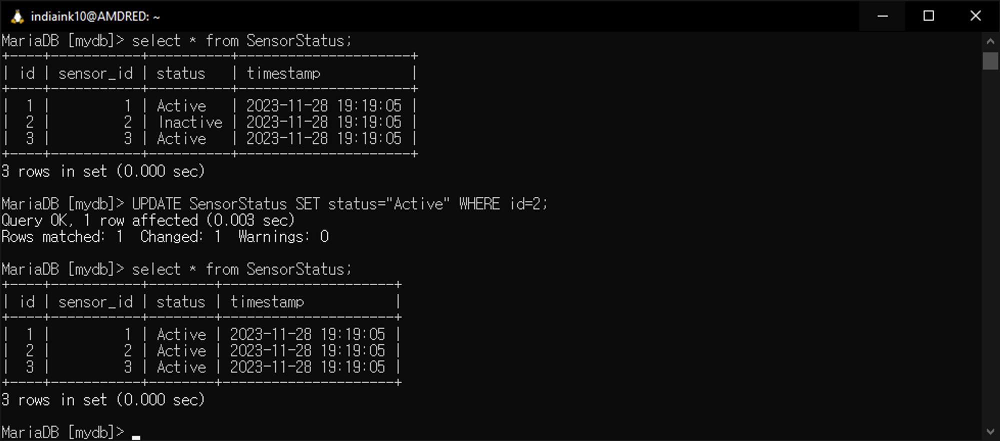 indiaink10@AMDRED: ~
MariaDB [mydb]> select * from SensorStatus;
+----+-----------+----------+---------------------+
| id | sensor_id | status   | timestamp           |
+----+-----------+----------+---------------------+
|  1 |         1 | Active   | 2023-11-28 19:19:05 |
|  2 |         2 | Inactive | 2023-11-28 19:19:05 |
|  3 |         3 | Active   | 2023-11-28 19:19:05 |
+----+-----------+----------+---------------------+
3 rows in set (0.000 sec)
MariaDB [mydb]> UPDATE SensorStatus SET status="Active" WHERE id=2;
Query OK, 1 row affected (0.003 sec)
Rows matched: 1  Changed: 1  Warnings: 0
MariaDB [mydb]> select * from SensorStatus;
+----+-----------+--------+---------------------+
| id | sensor_id | status | timestamp           |
+----+-----------+--------+---------------------+
|  1 |         1 | Active | 2023-11-28 19:19:05 |
|  2 |         2 | Active | 2023-11-28 19:19:05 |
|  3 |         3 | Active | 2023-11-28 19:19:05 |
+----+-----------+--------+---------------------+
3 rows in set (0.000 sec)
MariaDB [mydb]> _